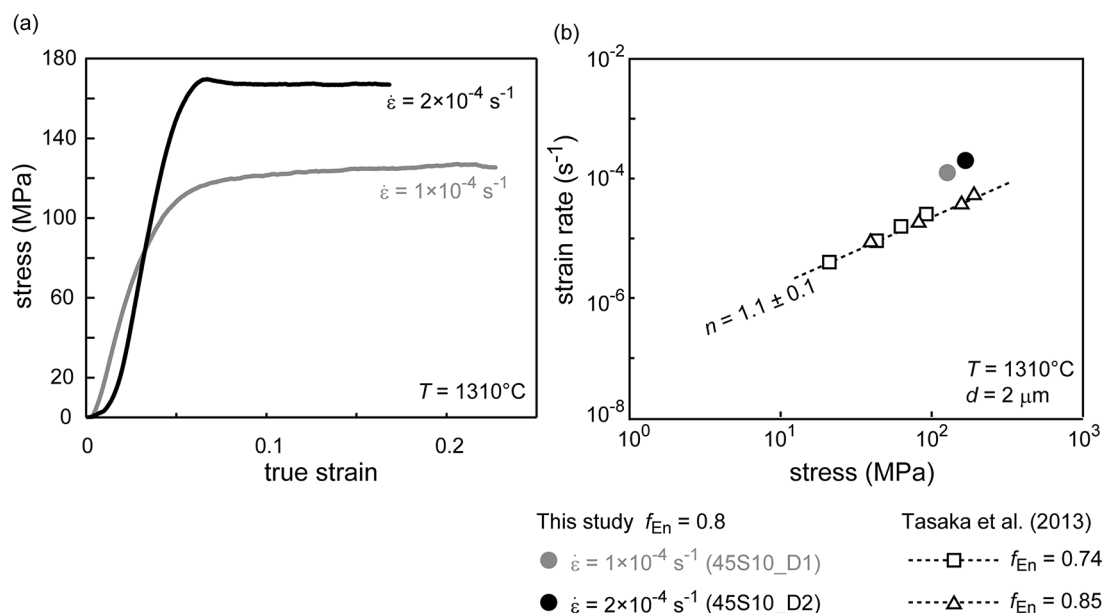 (a)
180
160
120
100
80
60
20
0
0
0.1
0.2
stress (MPa)
true strain
ε̇ = 2×10⁻⁴ s⁻¹
ε̇ = 1×10⁻⁴ s⁻¹
T = 1310°C
(b)
10⁻²
10⁻⁴
10⁻⁶
10⁻⁸
10⁰
10¹
10²
10³
strain rate (s⁻¹)
stress (MPa)
n = 1.1 ± 0.1
T = 1310°C
d = 2 μm
This study f_En = 0.8
ε̇ = 1×10⁻⁴ s⁻¹ (45S10_D1)
ε̇ = 2×10⁻⁴ s⁻¹ (45S10_D2)
Tasaka et al. (2013)
f_En = 0.74
f_En = 0.85